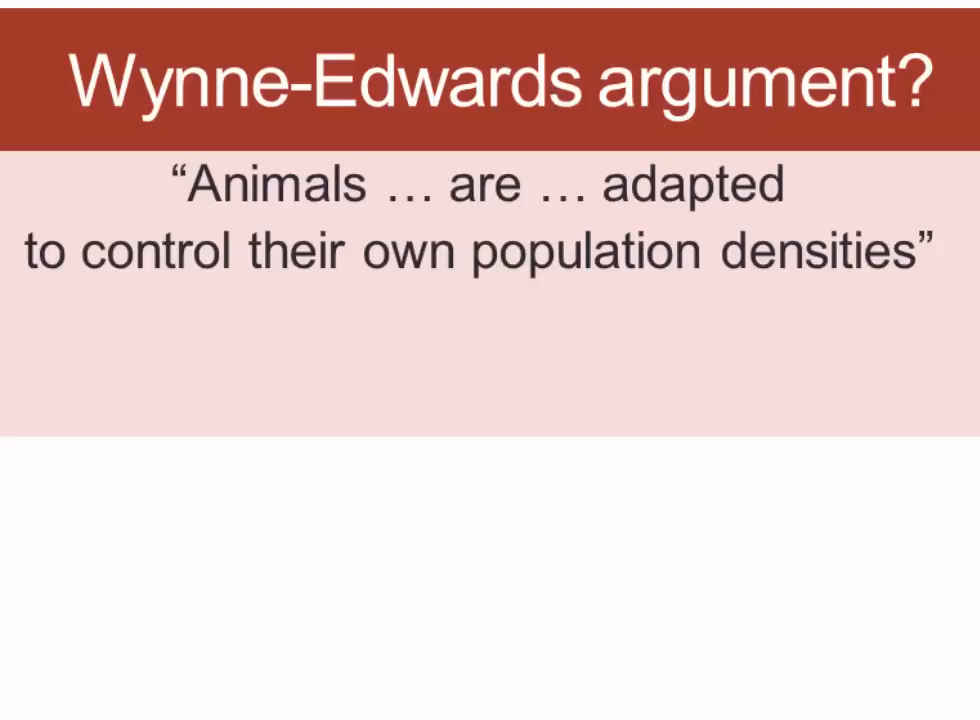 Wynne-Edwards argument?
“Animals … are … adapted
to control their own population densities”